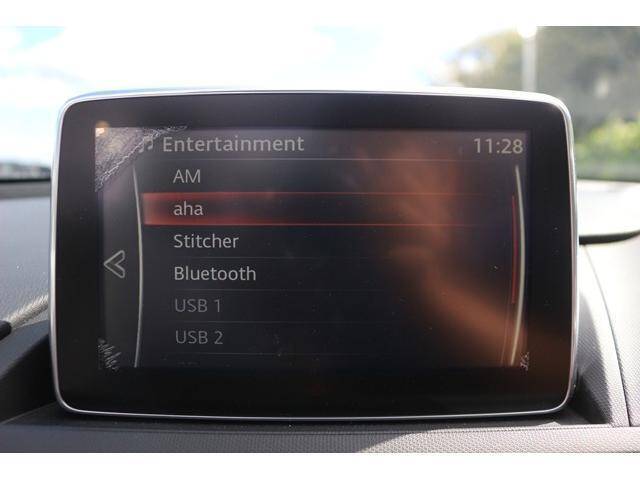 Entertainment 11:28
AM
aha
Stitcher
Bluetooth
USB 1
USB 2